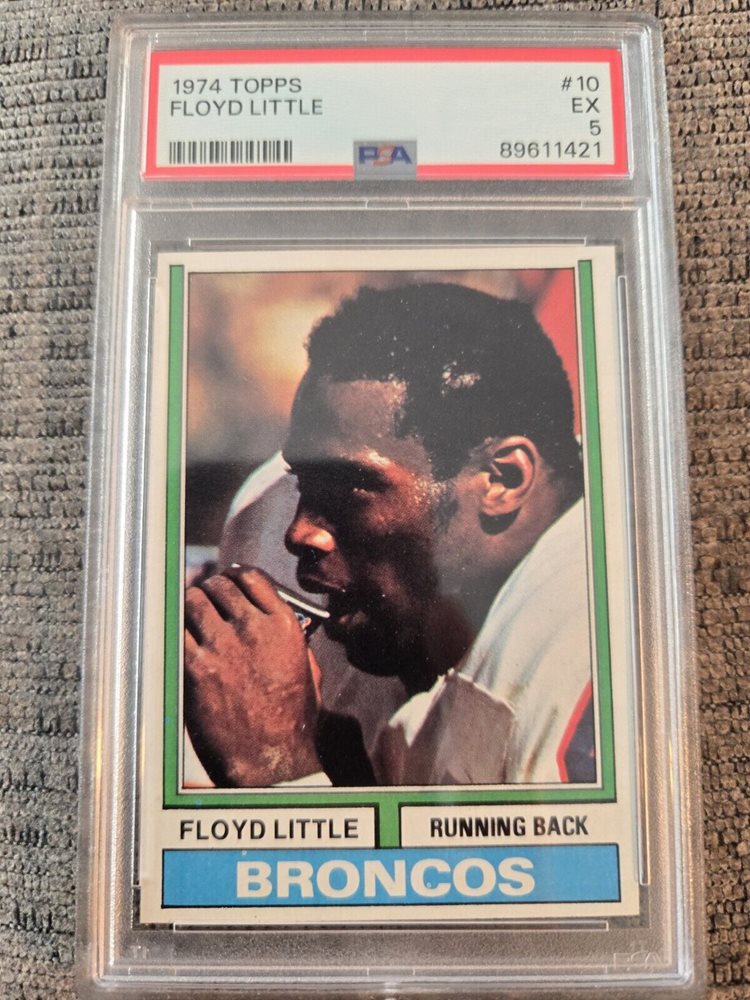 1974 TOPPS #10
FLOYD LITTLE EX
5
PSA 89611421
FLOYD LITTLE RUNNING BACK
BRONCOS